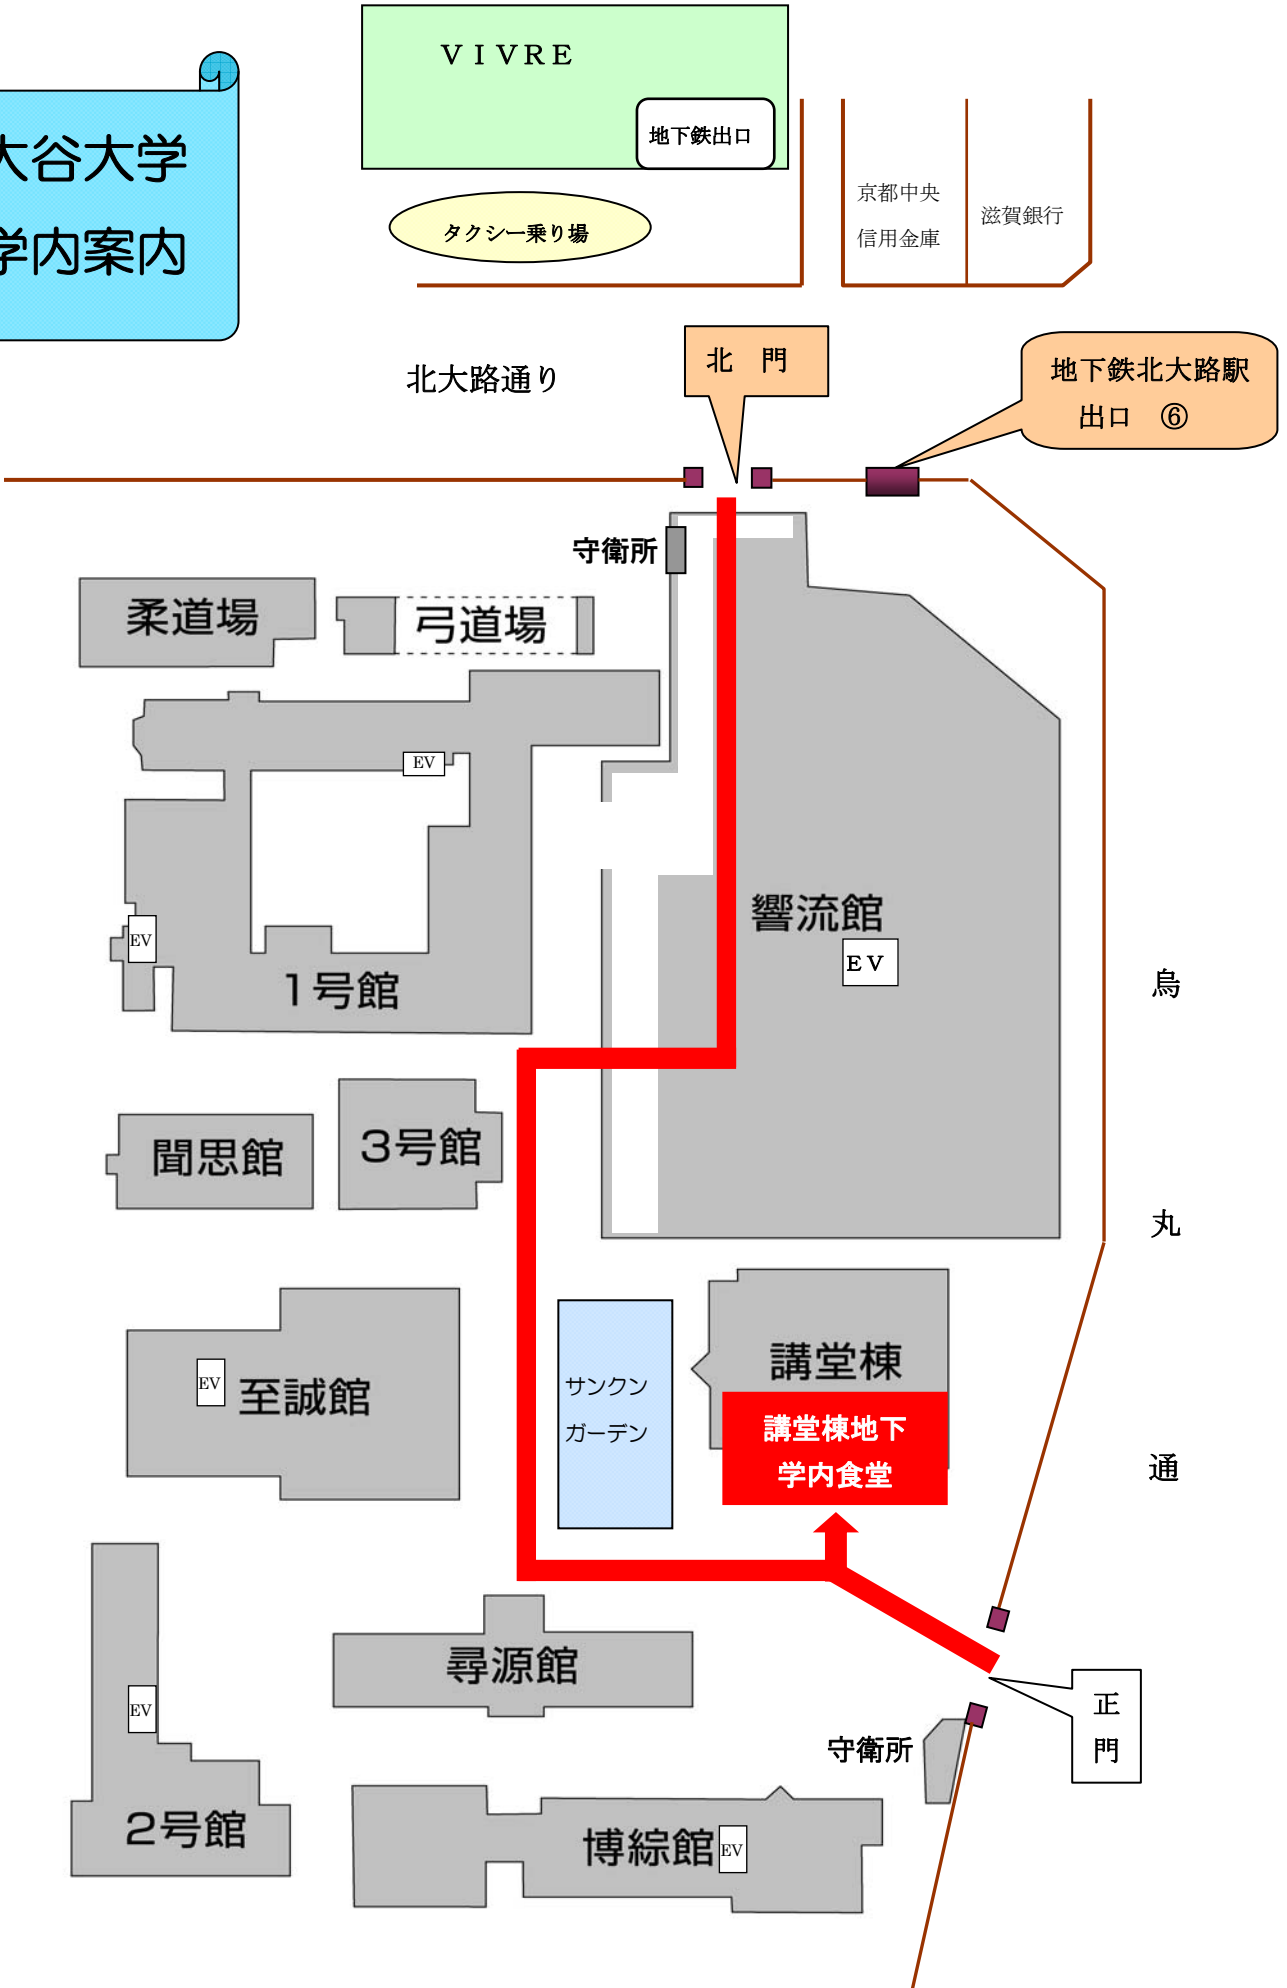 ＶＩＶＲＥ
地下鉄出口
大谷大学
学内案内
タクシー乗り場
京都中央
信用金庫
滋賀銀行
北大路通り
北　門
地下鉄北大路駅
出口　⑥
守衛所
柔道場
弓道場
EV
響流館
ＥＶ
EV
1号館
烏
丸
通
聞思館
3号館
至誠館
EV
サンクン
ガーデン
講堂棟
講堂棟地下
学内食堂
尋源館
正
門
守衛所
EV
2号館
博綜館
EV